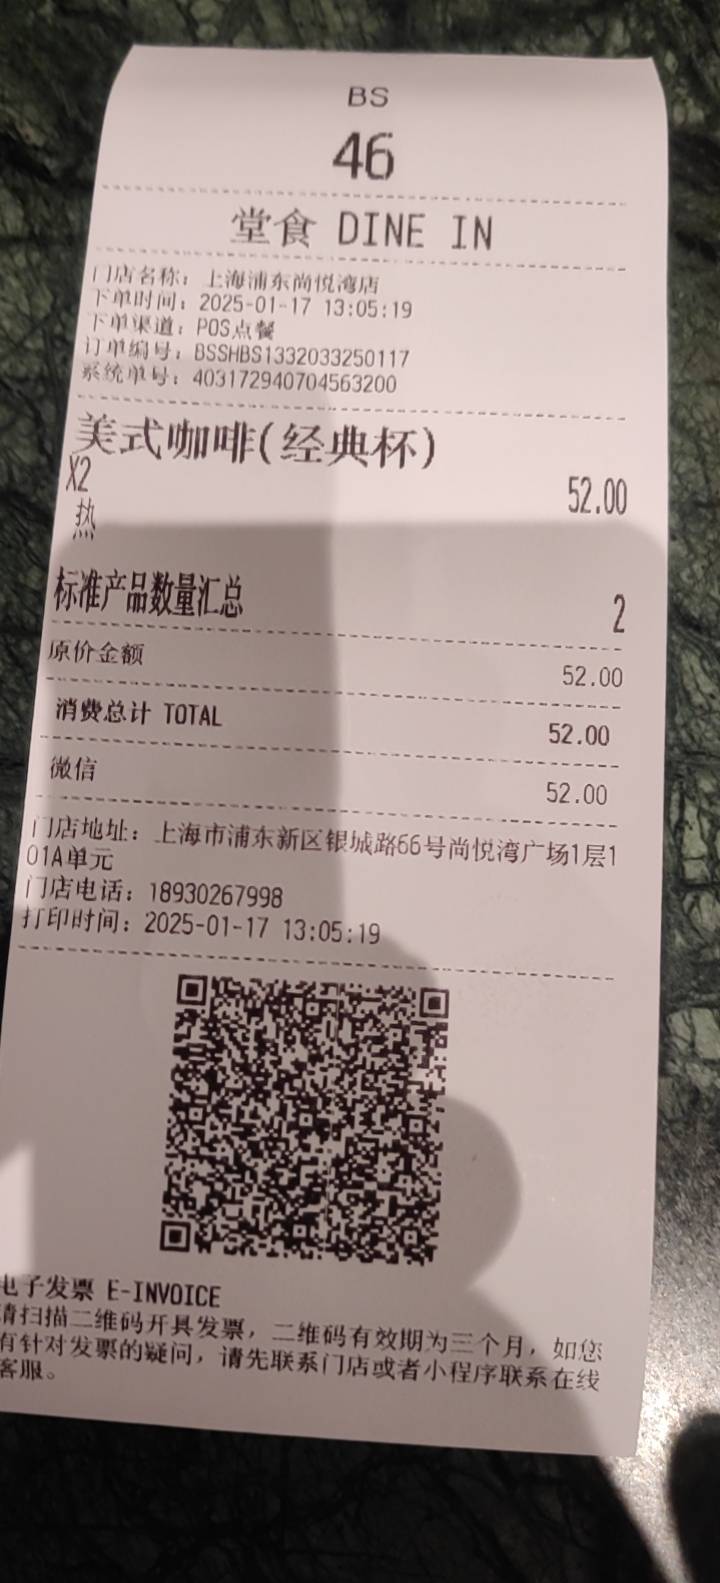 BS
46
堂食 DINE IN
门店名称：上海浦东尚悦湾店
下单时间：2025-01-17 13:05:19
下单渠道：POS点餐
订单编号：BSSHBS1332033250117
系统单号：4031729407045632​00
美式咖啡(经典杯)
X2 52.00
热
标准产品数量汇总 2
原价金额 52.00
消费总计 TOTAL 52.00
微信 52.00
门店地址：上海市浦东新区银城路66号尚悦湾广场1层1
01A单元
门店电话：18930267998
打印时间：2025-01-17 13:05:19
电子发票 E-INVOICE
请扫描二维码开具发票，二维码有效期为三个月，如您
有针对发票的疑问，请先联系门店或者小程序联系在线
客服。